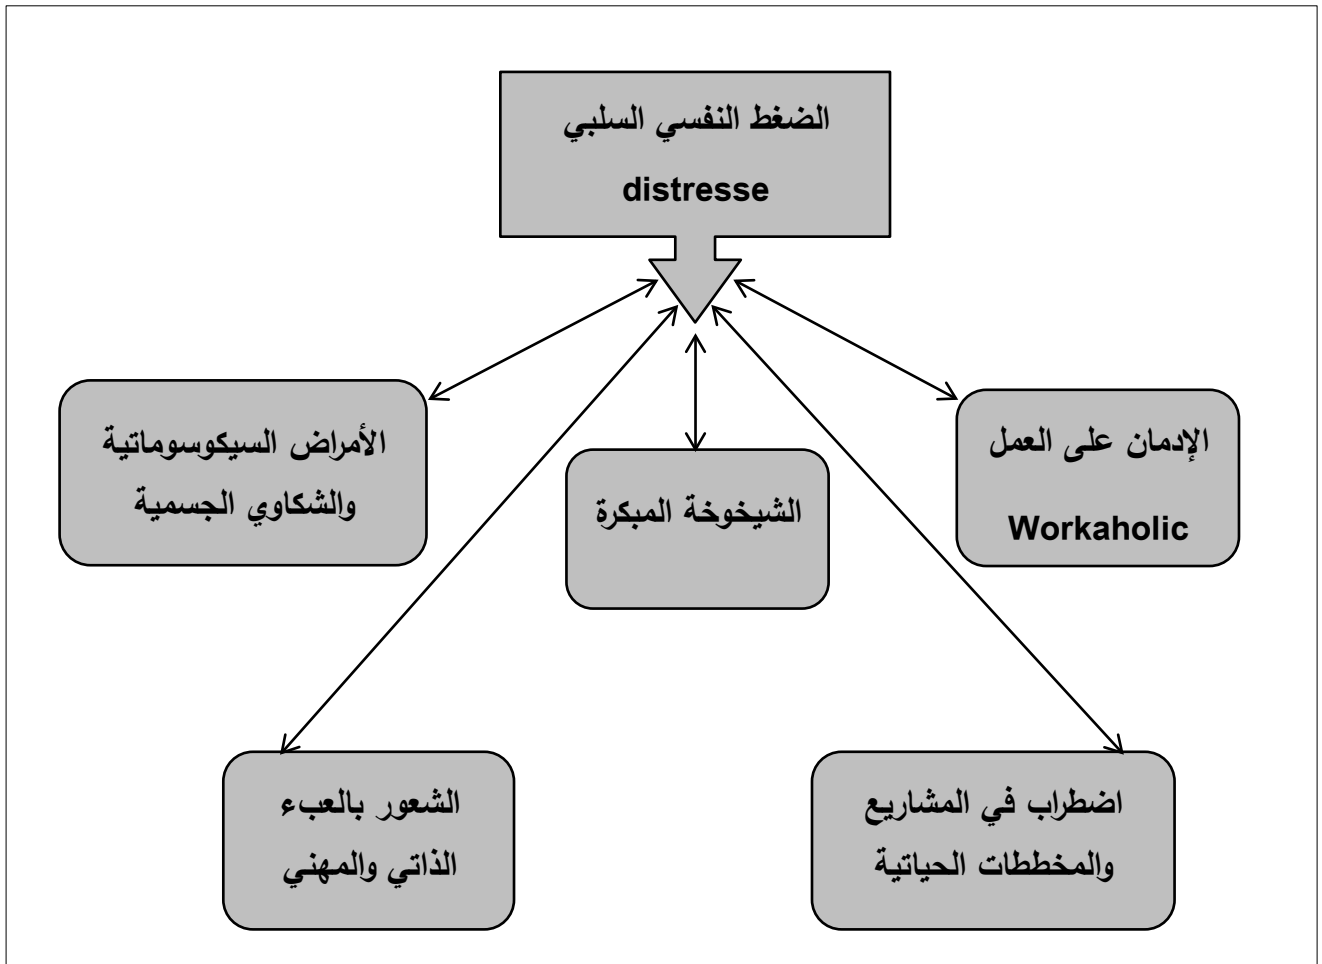 الضغط النفسي السلبي
distresse
الإدمان على العمل
Workaholic
الشيخوخة المبكرة
الأمراض السيكوسوماتية
والشكاوي الجسمية
اضطراب في المشاريع
والمخططات الحياتية
الشعور بالعبء
الذاتي والمهني